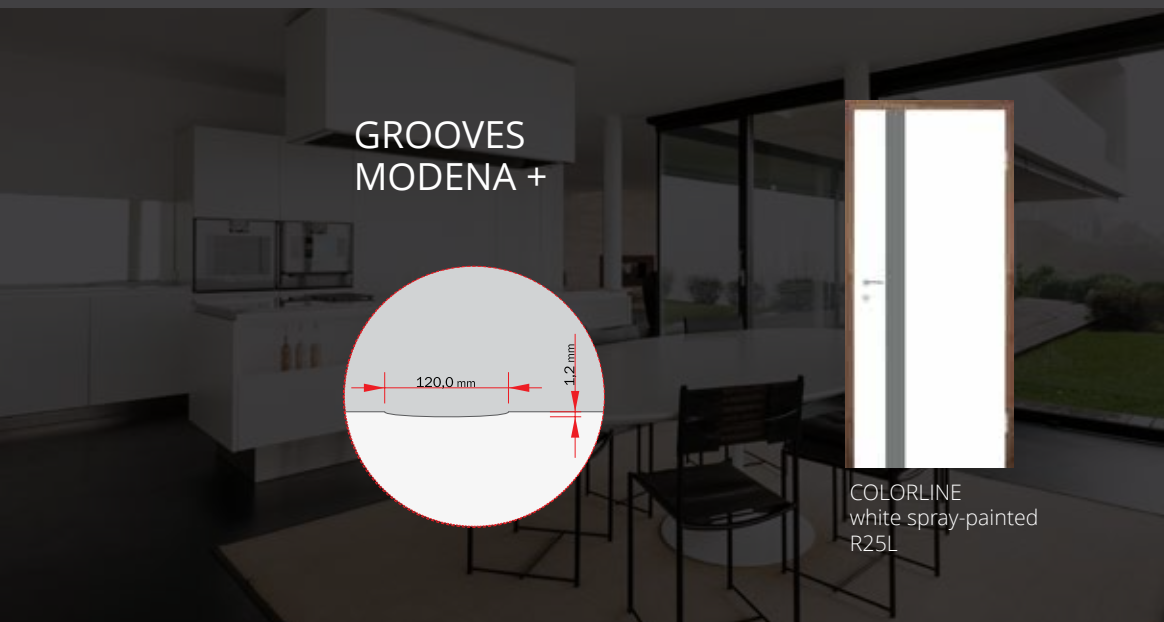 GROOVES
MODENA +
120,0 mm
1,2 mm
COLORLINE
white spray-painted
R25L